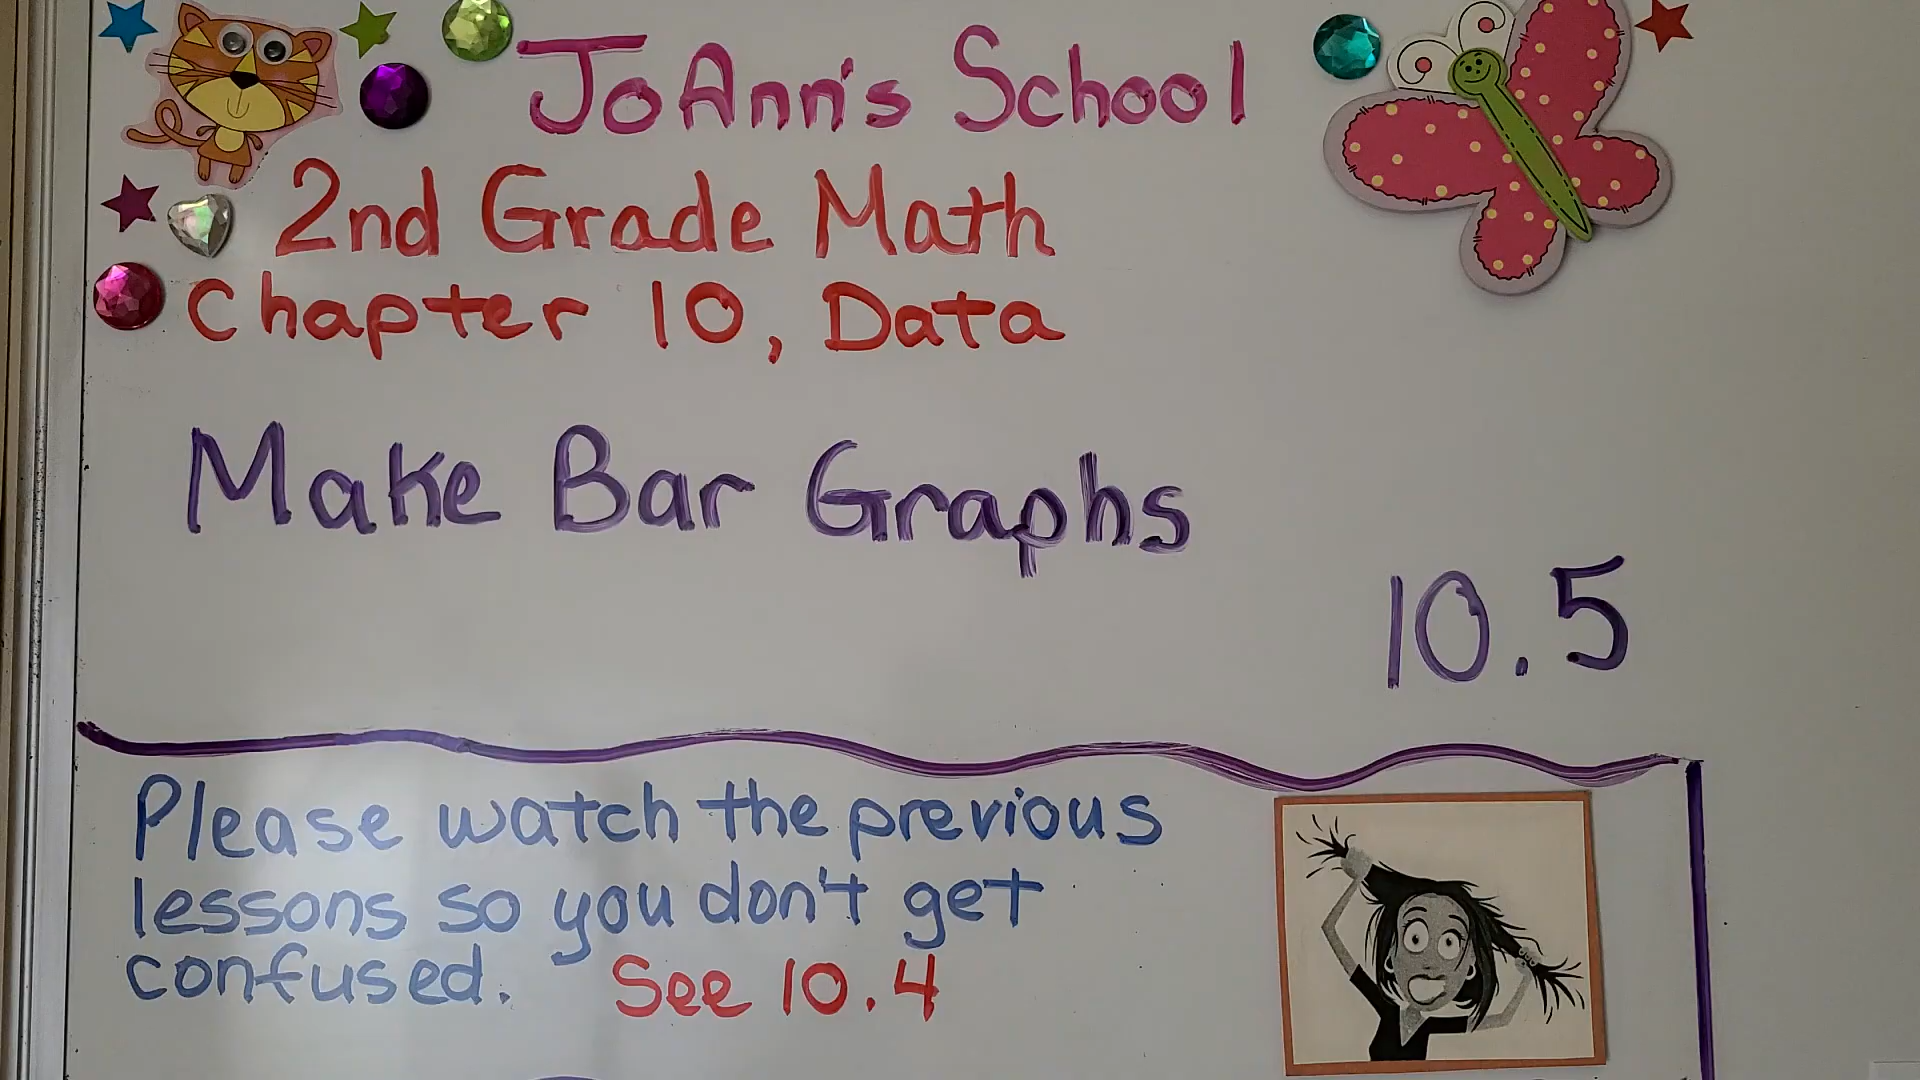 JoAnn's School
2nd Grade Math
Chapter 10, Data
Make Bar Graphs
10.5
Please watch the previous
lessons so you don't get
confused. See 10.4